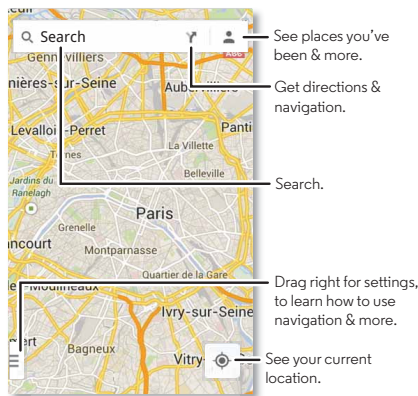 Search
See places you've
been & more.
A86
Gennevilliers
Get directions &
navigation.
nières-sur-Seine
Aubervilliers
Levallois-Perret
Panti
La Villette
Ternes
Belleville
Jardins du
Ranelagh
Search.
Paris
Grenelle
ncourt
Montparnasse
Quartier de la Gare
Drag right for settings,
to learn how to use
navigation & more.
Ivry-sur-Seine
Bagneux
Vitry
See your current
location.